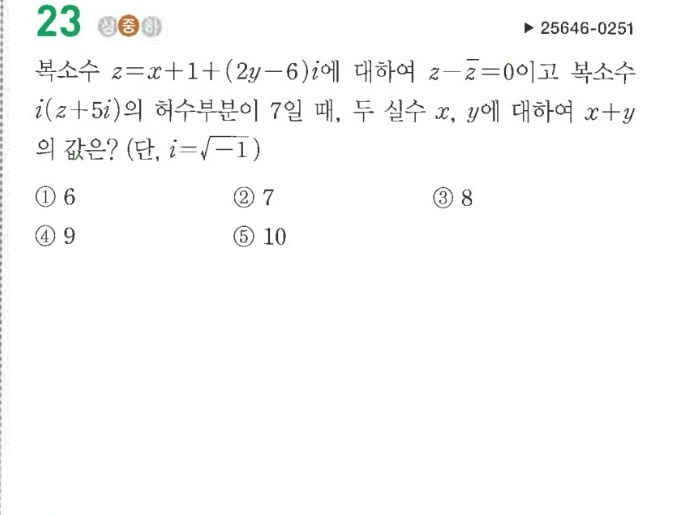 23 상중하 ▶ 25646-0251
복소수 z=x+1+(2y-6)i에 대하여 z-z̅=0이고 복소수
i(z+5i)의 허수부분이 7일 때, 두 실수 x, y에 대하여 x+y
의 값은? (단, i=√-1)
① 6 ② 7 ③ 8
④ 9 ⑤ 10